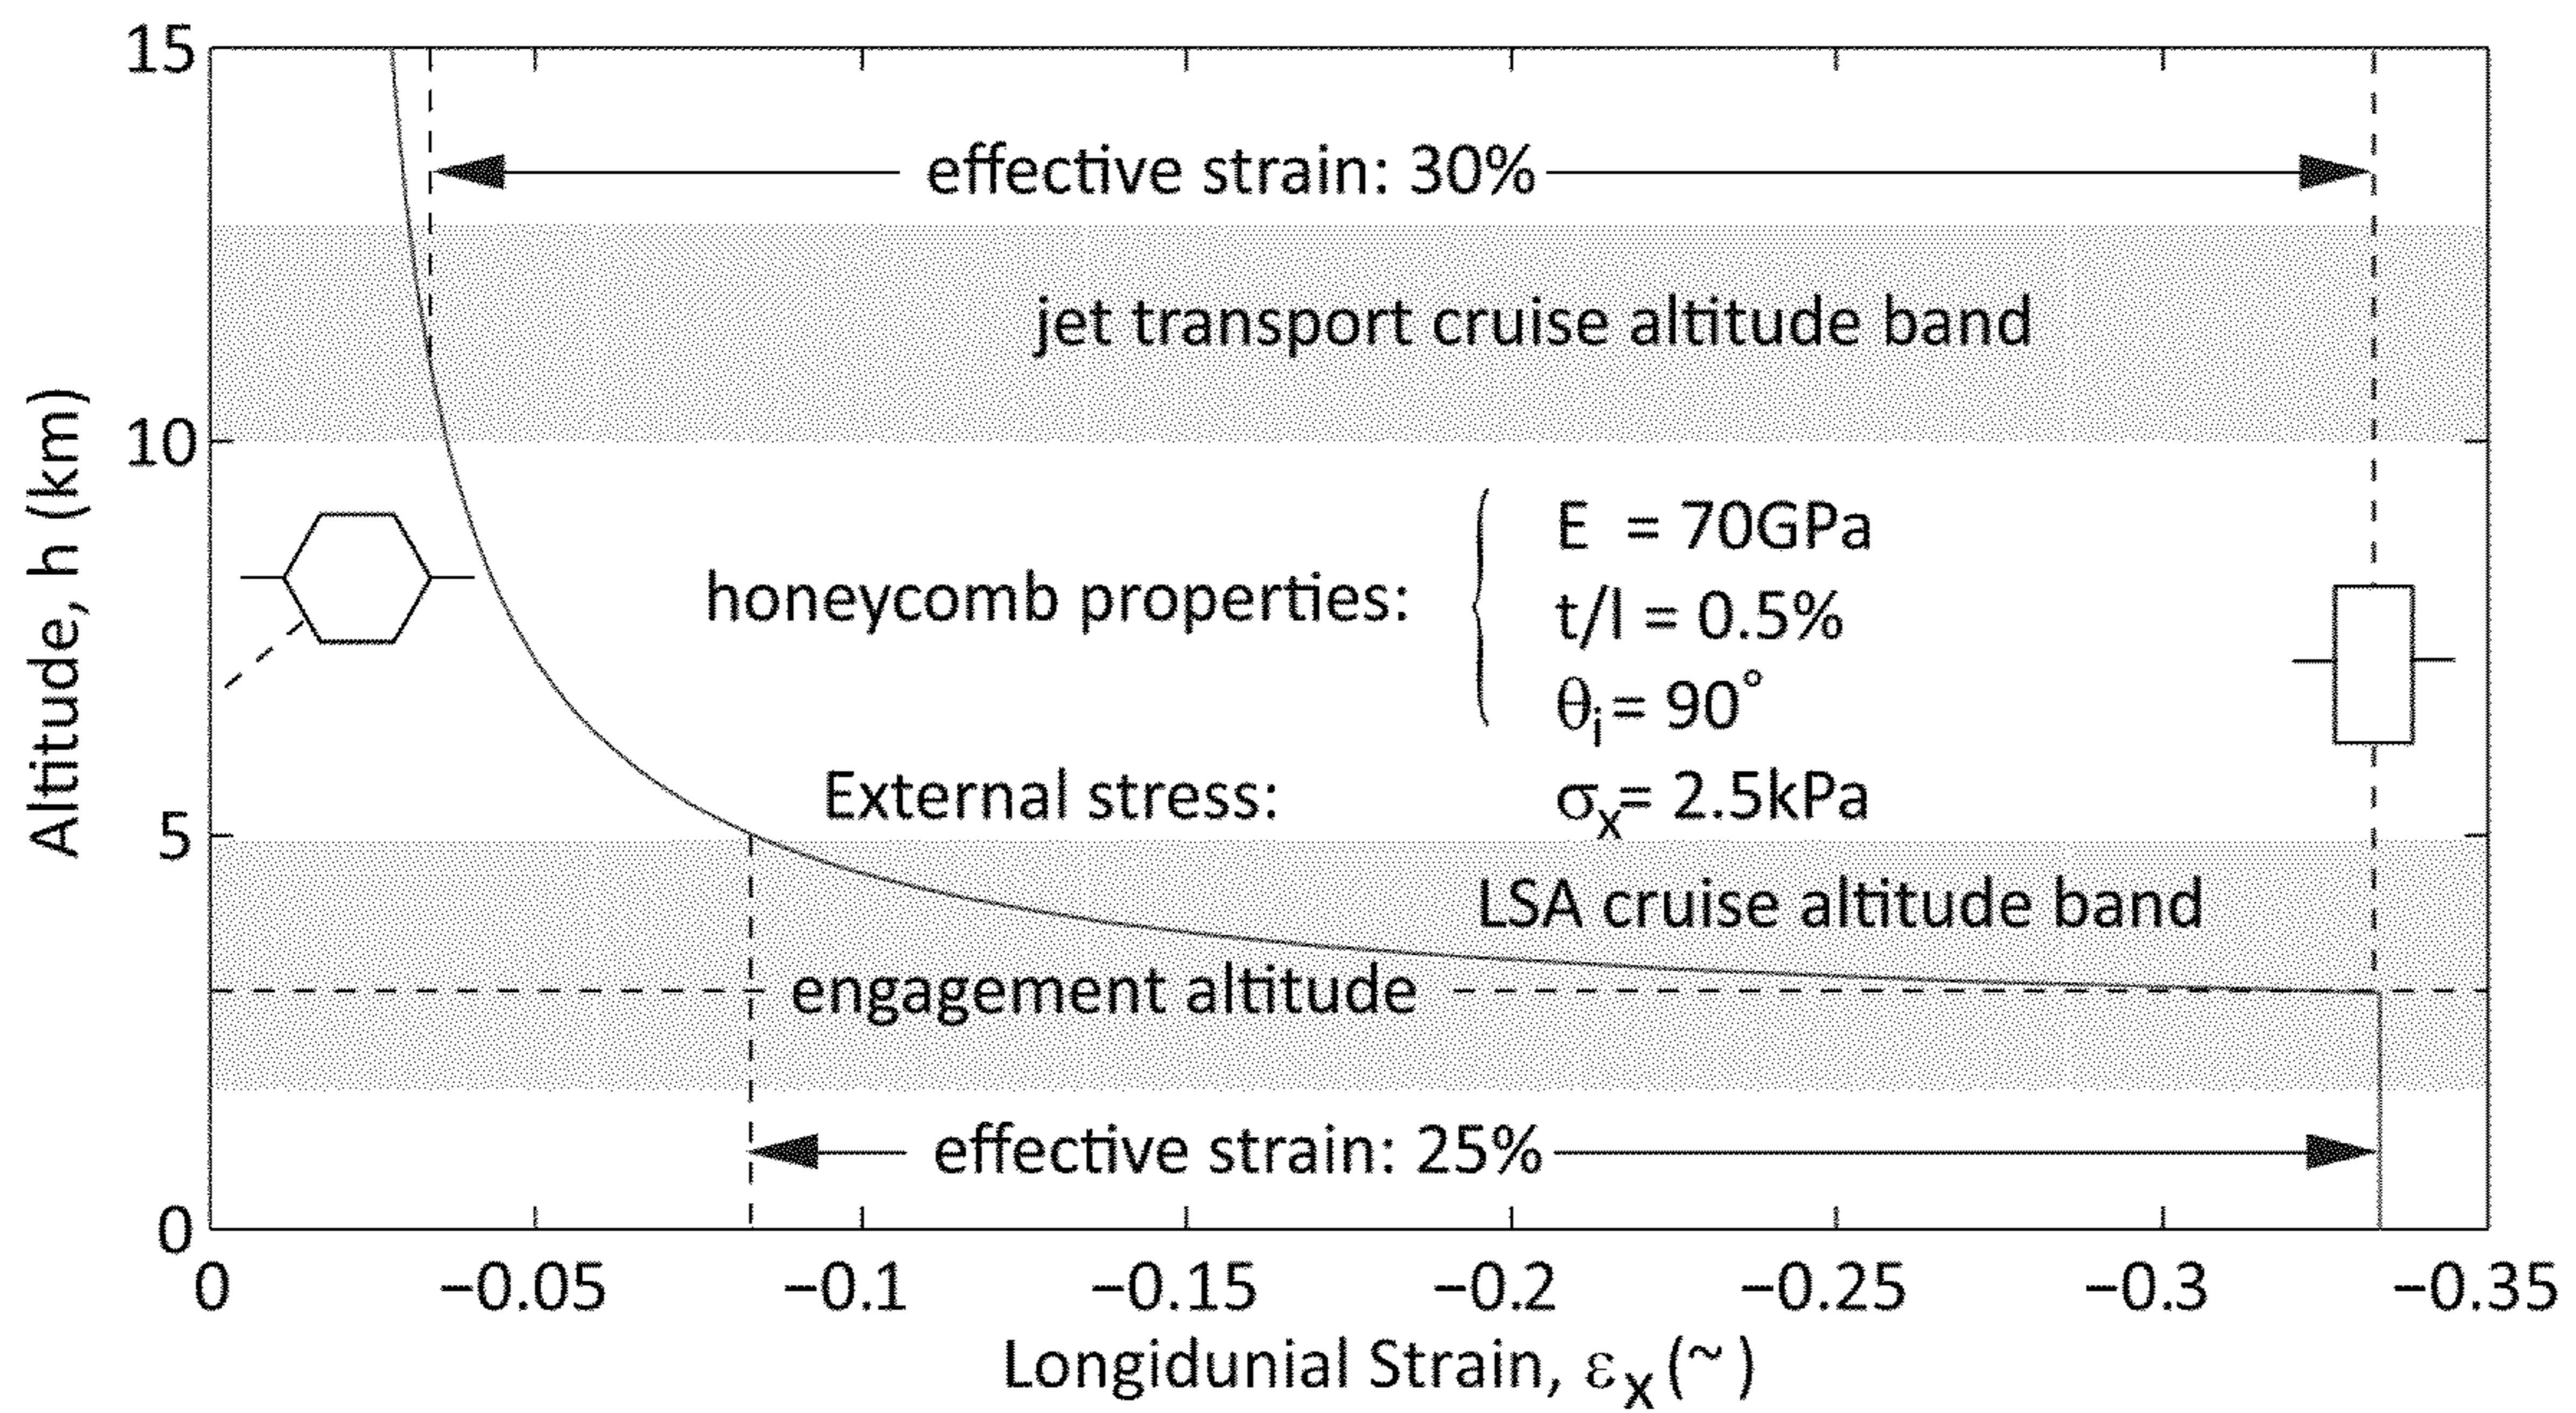 15
effective strain: 30%
jet transport cruise altitude band
10
Altitude, h (km)
honeycomb properties:
E = 70GPa
t/l = 0.5%
θi = 90°
External stress: σx = 2.5kPa
5
LSA cruise altitude band
engagement altitude
effective strain: 25%
0
0 −0.05 −0.1 −0.15 −0.2 −0.25 −0.3 −0.35
Longidunial Strain, εx (~)